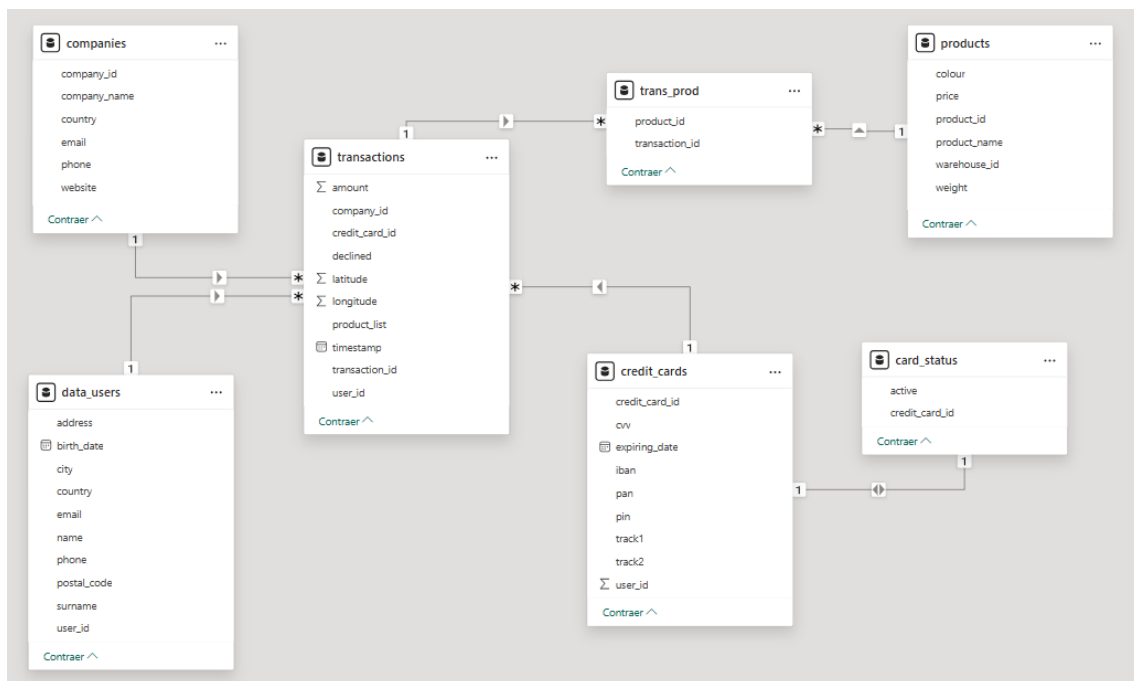 companies
...
company_id
company_name
country
email
phone
website
Contraer
1
transactions
...
Σ amount
company_id
credit_card_id
declined
Σ latitude
Σ longitude
product_list
timestamp
transaction_id
user_id
Contraer
1
*
*
*
trans_prod
...
product_id
transaction_id
Contraer
*
*
products
...
colour
price
product_id
product_name
warehouse_id
weight
Contraer
1
data_users
...
address
birth_date
city
country
email
name
phone
postal_code
surname
user_id
Contraer
1
credit_cards
...
credit_card_id
cvv
expiring_date
iban
pan
pin
track1
track2
Σ user_id
Contraer
1
1
card_status
...
active
credit_card_id
Contraer
1